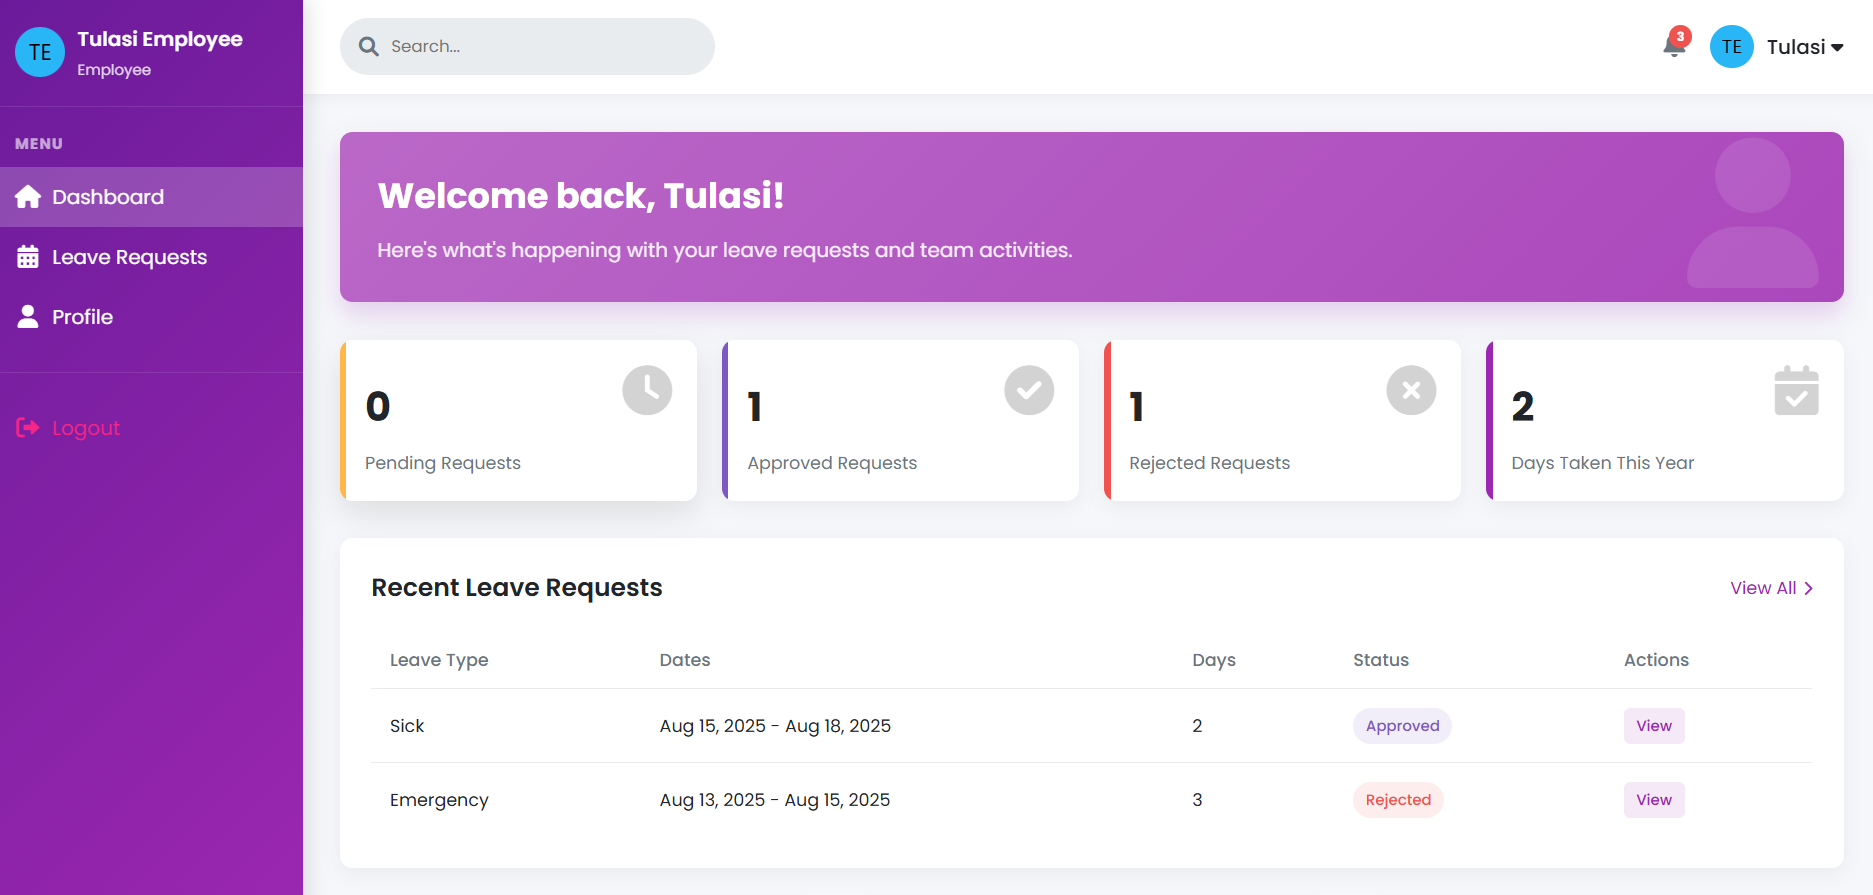 TE
Tulasi Employee
Employee
MENU
Dashboard
Leave Requests
Profile
Logout
Search...
3
TE
Tulasi
Welcome back, Tulasi!
Here's what's happening with your leave requests and team activities.
0
Pending Requests
1
Approved Requests
1
Rejected Requests
2
Days Taken This Year
Recent Leave Requests
View All
Leave Type Dates Days Status Actions
Sick Aug 15, 2025 - Aug 18, 2025 2 Approved View
Emergency Aug 13, 2025 - Aug 15, 2025 3 Rejected View